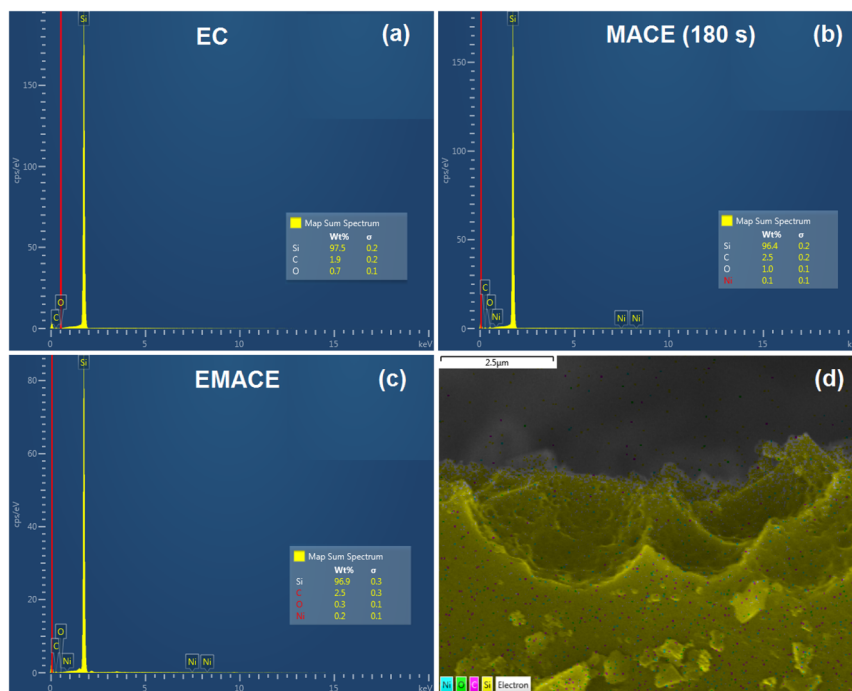 EC
(a)
Si
150
100
50
0
cps/eV
C
O
0
5
10
15
keV
Map Sum Spectrum
Wt% σ
Si 97.5 0.2
C 1.9 0.2
O 0.7 0.1
MACE (180 s)
(b)
Si
150
100
50
0
cps/eV
C
O
Ni
Ni Ni
0
5
10
15
keV
Map Sum Spectrum
Wt% σ
Si 96.4 0.2
C 2.5 0.2
O 1.0 0.1
Ni 0.1 0.1
EMACE
(c)
Si
80
60
40
20
0
cps/eV
O
C
Ni
Ni Ni
0
5
10
15
keV
Map Sum Spectrum
Wt% σ
Si 96.9 0.3
C 2.5 0.3
O 0.3 0.1
Ni 0.2 0.1
2.5µm
(d)
Ni O C Si Electron